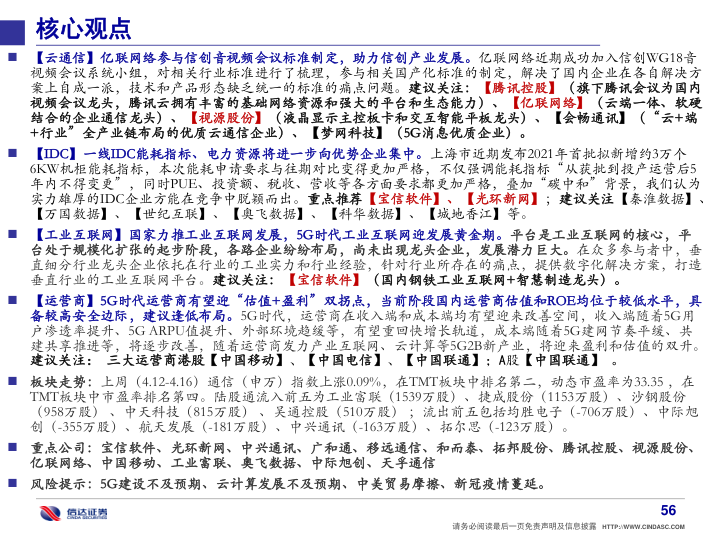 核心观点
【云通信】亿联网络参与信创音视频会议标准制定，助力信创产业发展。亿联网络近期成功加入信创WG18音
视频会议系统小组，对相关行业标准进行了梳理，参与相关国产化标准的制定，解决了国内企业在各自解决方
案上自成一派，技术和产品形态缺乏统一的标准的痛点问题。建议关注：【腾讯控股】（旗下腾讯会议为国内
视频会议龙头，腾讯云拥有丰富的基础网络资源和强大的平台和生态能力）、【亿联网络】（云端一体、软硬
结合的企业通信龙头）、【视源股份】（液晶显示主控板卡和交互智能平板龙头）、【会畅通讯】（“云+端
+行业”全产业链布局的优质云通信企业）、【梦网科技】（5G消息优质企业）。
【IDC】一线IDC能耗指标、电力资源将进一步向优势企业集中。上海市近期发布2021年首批拟新增约3万个
6KW机柜能耗指标，本次能耗申请要求与往期对比变得更加严格，不仅强调能耗指标“从获批到投产运营后5
年内不得变更”，同时PUE、投资额、税收、营收等各方面要求都更加严格，叠加“碳中和”背景，我们认为
实力雄厚的IDC企业方能在竞争中脱颖而出。重点推荐【宝信软件】、【光环新网】；建议关注【秦淮数据】、
【万国数据】、【世纪互联】、【奥飞数据】、【科华数据】、【城地香江】等。
【工业互联网】国家力推工业互联网发展，5G时代工业互联网迎发展黄金期。平台是工业互联网的核心，平
台处于规模化扩张的起步阶段，各路企业纷纷布局，尚未出现龙头企业，发展潜力巨大。在众多参与者中，垂
直细分行业龙头企业依托在行业的工业实力和行业经验，针对行业所存在的痛点，提供数字化解决方案，打造
垂直行业的工业互联网平台。建议关注：【宝信软件】（国内钢铁工业互联网+智慧制造龙头）。
【运营商】5G时代运营商有望迎“估值+盈利”双拐点，当前阶段国内运营商估值和ROE均位于较低水平，具
备较高安全边际，建议逢低布局。5G时代，运营商在收入端和成本端均有望迎来改善空间，收入端随着5G用
户渗透率提升、5G ARPU值提升、外部环境趋缓等，有望重回快增长轨道，成本端随着5G建网节奏平缓、共
建共享推进等，将逐步改善，随着运营商发力产业互联网、云计算等5G2B新产业，将迎来盈利和估值的双升。
建议关注： 三大运营商港股【中国移动】、【中国电信】、【中国联通】；A股【中国联通】 。
板块走势：上周（4.12-4.16）通信（申万）指数上涨0.09%，在TMT板块中排名第二，动态市盈率为33.35 ，在
TMT板块中市盈率排名第四。陆股通流入前五为工业富联（1539万股）、捷成股份（1153万股）、沙钢股份
（958万股）、中天科技（815万股）、吴通控股（510万股）；流出前五包括均胜电子（-706万股）、中际旭
创（-355万股）、航天发展（-181万股）、中兴通讯（-163万股）、拓尔思（-123万股）。
重点公司：宝信软件、光环新网、中兴通讯、广和通、移远通信、和而泰、拓邦股份、腾讯控股、视源股份、
亿联网络、中国移动、工业富联、奥飞数据、中际旭创、天孚通信
风险提示：5G建设不及预期、云计算发展不及预期、中美贸易摩擦、新冠疫情蔓延。
信达证券
CINDA SECURITIES
56
请务必阅读最后一页免责声明及信息披露 HTTP://WWW.CINDASC.COM